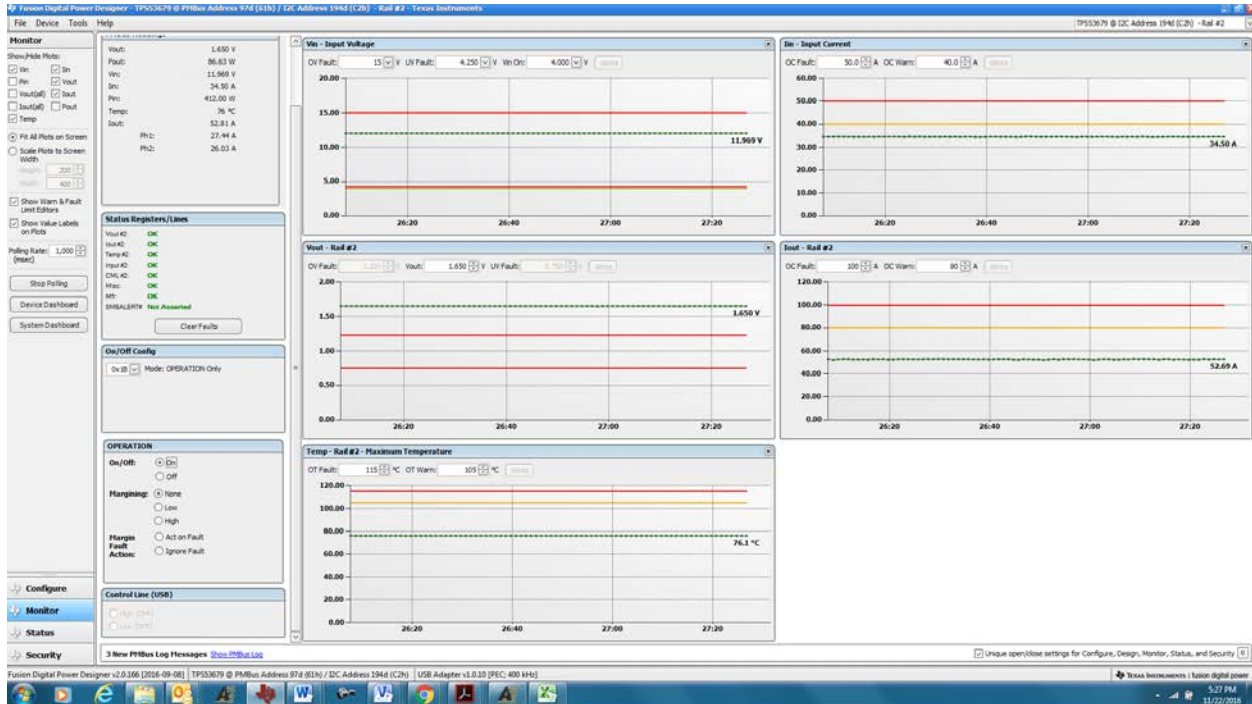 Fusion Digital Power Designer - TPS53679 @ PMBus Address 97d (61h) / I2C Address 194d (C2h) - Rail #2 - Texas Instruments
File Device Tools Help
TPS53679 @ I2C Address 194d (C2h) - Rail #2
Monitor
Show/Hide Plots:
Vin Iin
Pin Vout
Vout(all) Iout
Iout(all) Pout
Temp
Fit All Plots on Screen
Scale Plots to Screen
Width
Height: 200
400
Show Warn & Fault
Limit Editors
Show Value Labels
on Plots
Polling Rate: 1,000
(msec)
Stop Polling
Device Dashboard
System Dashboard
Configure
Monitor
Status
Security
Vout: 1.650 V
Pout: 86.63 W
Vin: 11.969 V
Iin: 34.50 A
Pin: 412.00 W
Temp: 76 °C
Iout: 52.81 A
Ph1: 27.44 A
Ph2: 26.03 A
Status Registers/Lines
Vout #2: OK
Iout #2: OK
Temp #2: OK
Input #2: OK
CML #2: OK
Misc: OK
Mfr: OK
SMBALERT# Not Asserted
Clear Faults
On/Off Config
0x1B Mode: OPERATION Only
OPERATION
On/Off: On
Off
Margining: None
Low
High
Margin Fault Action: Act on Fault
Ignore Fault
Control Line (USB)
Vin - Input Voltage
OV Fault: 15 V UV Fault: 4.250 V Vin On: 4.000 V
20.00
15.00
10.00
5.00
0.00
11.969 V
26:20 26:40 27:00 27:20
Iin - Input Current
OC Fault: 50.0 A OC Warn: 40.0 A
60.00
50.00
40.00
30.00
20.00
10.00
0.00
34.50 A
26:20 26:40 27:00 27:20
Vout - Rail #2
OV Fault: Vout: 1.650 V UV Fault:
2.00
1.50
1.00
0.50
0.00
1.650 V
26:20 26:40 27:00 27:20
Iout - Rail #2
OC Fault: 100 A OC Warn: 80 A
120.00
100.00
80.00
60.00
40.00
20.00
0.00
52.69 A
26:20 26:40 27:00 27:20
Temp - Rail #2 - Maximum Temperature
OT Fault: 115 °C OT Warn: 105 °C
120.00
100.00
80.00
60.00
40.00
20.00
0.00
76.1 °C
26:20 26:40 27:00 27:20
3 New PMBus Log Messages Show PMBus Log
Unique open/close settings for Configure, Design, Monitor, Status, and Security
Fusion Digital Power Designer v2.0.166 [2016-09-08] TPS53679 @ PMBus Address 97d (61h) / I2C Address 194d (C2h) USB Adapter v1.0.10 [PEC; 400 kHz]
TEXAS INSTRUMENTS | fusion digital power
5:27 PM
11/22/2016